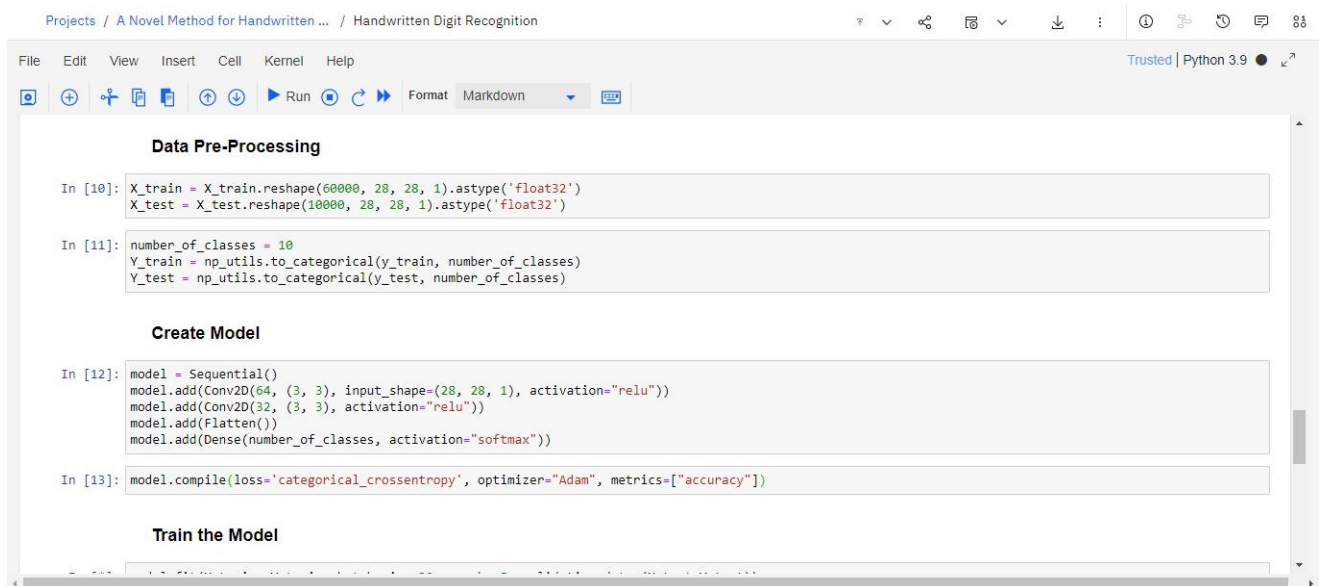 Projects / A Novel Method for Handwritten ... / Handwritten Digit Recognition
File Edit View Insert Cell Kernel Help
Trusted | Python 3.9
Run Format Markdown
Data Pre-Processing
In [10]: X_train = X_train.reshape(60000, 28, 28, 1).astype('float32')
X_test = X_test.reshape(10000, 28, 28, 1).astype('float32')
In [11]: number_of_classes = 10
Y_train = np_utils.to_categorical(y_train, number_of_classes)
Y_test = np_utils.to_categorical(y_test, number_of_classes)
Create Model
In [12]: model = Sequential()
model.add(Conv2D(64, (3, 3), input_shape=(28, 28, 1), activation="relu"))
model.add(Conv2D(32, (3, 3), activation="relu"))
model.add(Flatten())
model.add(Dense(number_of_classes, activation="softmax"))
In [13]: model.compile(loss='categorical_crossentropy', optimizer="Adam", metrics=["accuracy"])
Train the Model